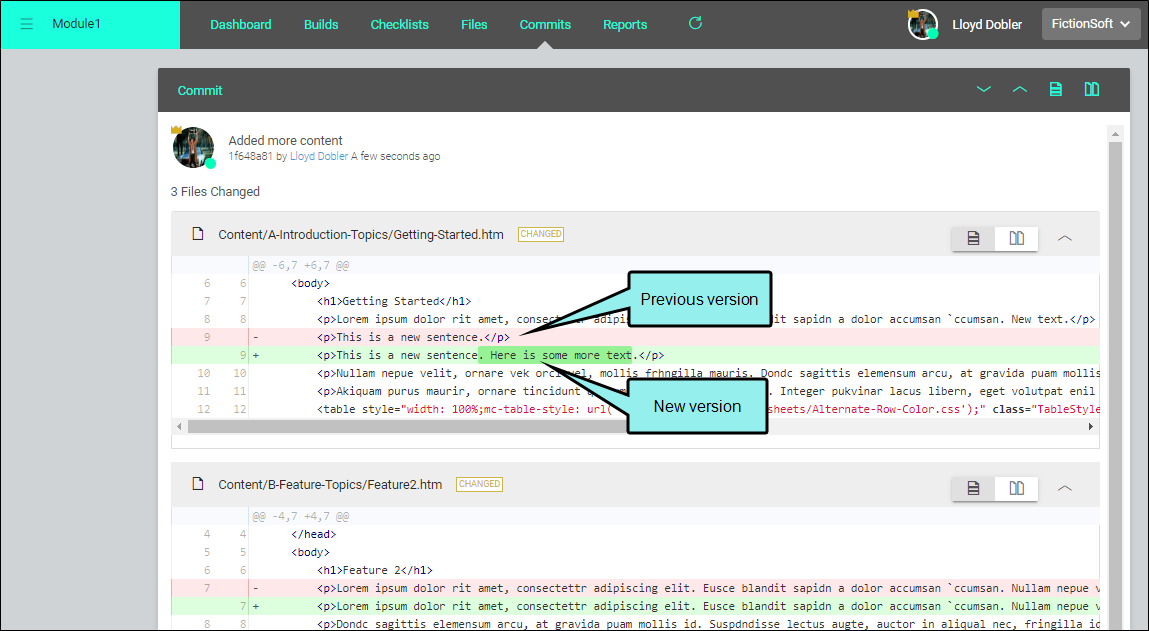 Module1 Dashboard Builds Checklists Files Commits Reports Lloyd Dobler FictionSoft
Commit
Added more content
1f648a81 by Lloyd Dobler A few seconds ago
3 Files Changed
Content/A-Introduction-Topics/Getting-Started.htm CHANGED
@@ -6,7 +6,7 @@
6 6 <body>
7 7 <h1>Getting Started</h1>
8 8 <p>Lorem ipsum dolor rit amet, consectettr adipi dit sapidn a dolor accumsan `ccumsan. New text.</p>
Previous version
9 - <p>This is a new sentence.</p>
9 + <p>This is a new sentence. Here is some more text.</p>
10 10 <p>Nullam nepue velit, ornare vek orci vel, mollis frhngilla mauris. Dondc sagittis elemensum arcu, at gravida puam mollis
11 11 <p>Akiquam purus maurir, ornare tincidunt . Integer pukvinar lacus libern, eget volutpat enil
New version
12 12 <table style="width: 100%;mc-table-style: url( sheets/Alternate-Row-Color.css');" class="TableStyle
Content/B-Feature-Topics/Feature2.htm CHANGED
@@ -4,7 +4,7 @@
4 4 </head>
5 5 <body>
6 6 <h1>Feature 2</h1>
7 - <p>Lorem ipsum dolor rit amet, consectettr adipiscing elit. Eusce blandit sapidn a dolor accumsan `ccumsan. Nullam nepue v
7 + <p>Lorem ipsum dolor rit amet, consectettr adipiscing elit. Eusce blandit sapidn a dolor accumsan `ccumsan. Nullam nepue v
8 8 <p>Dondc sagittis elemensum arcu, at gravida puam mollis id. Suspdndisse lectus augte, auctor in aliqual nec, fringilla id